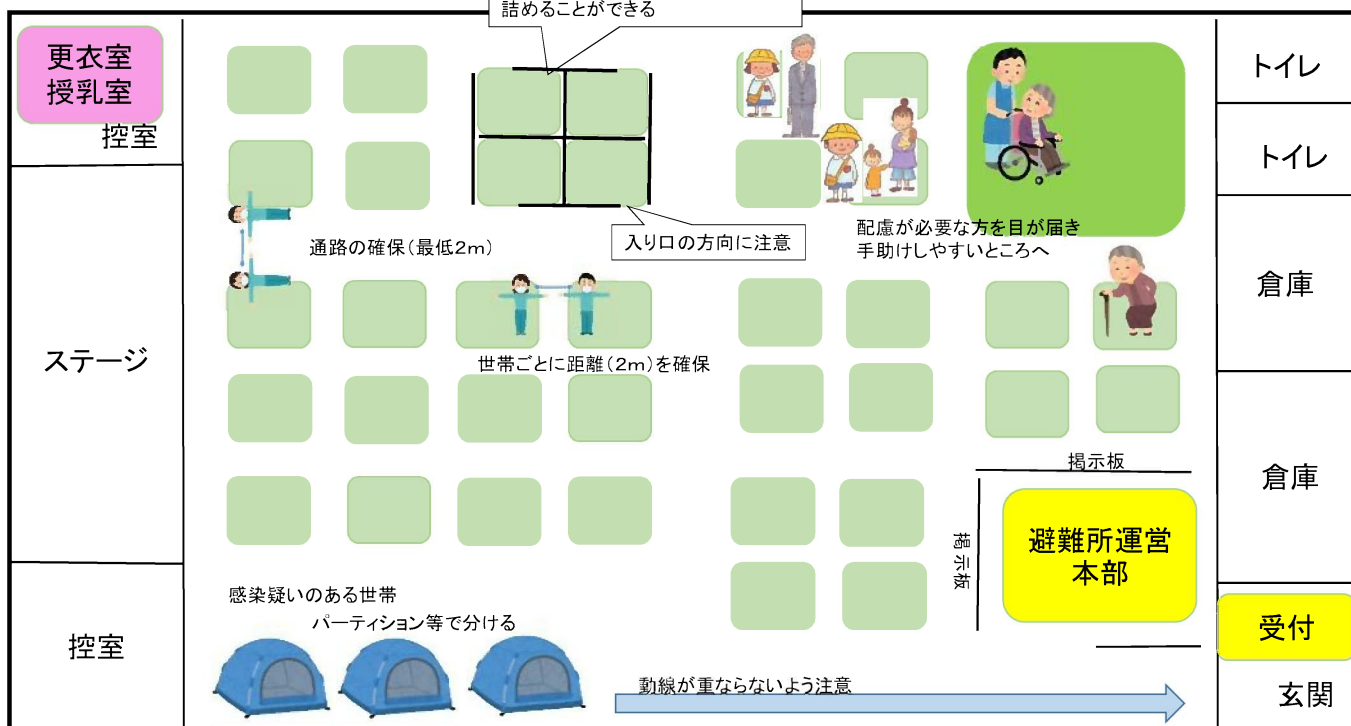 詰めることができる
更衣室
授乳室
控室
トイレ
トイレ
入り口の方向に注意
通路の確保(最低2m)
配慮が必要な方を目が届き
手助けしやすいところへ
倉庫
ステージ
世帯ごとに距離(2m)を確保
掲示板
倉庫
掲示板
避難所運営
本部
感染疑いのある世帯
パーティション等で分ける
控室
受付
動線が重ならないよう注意
玄関